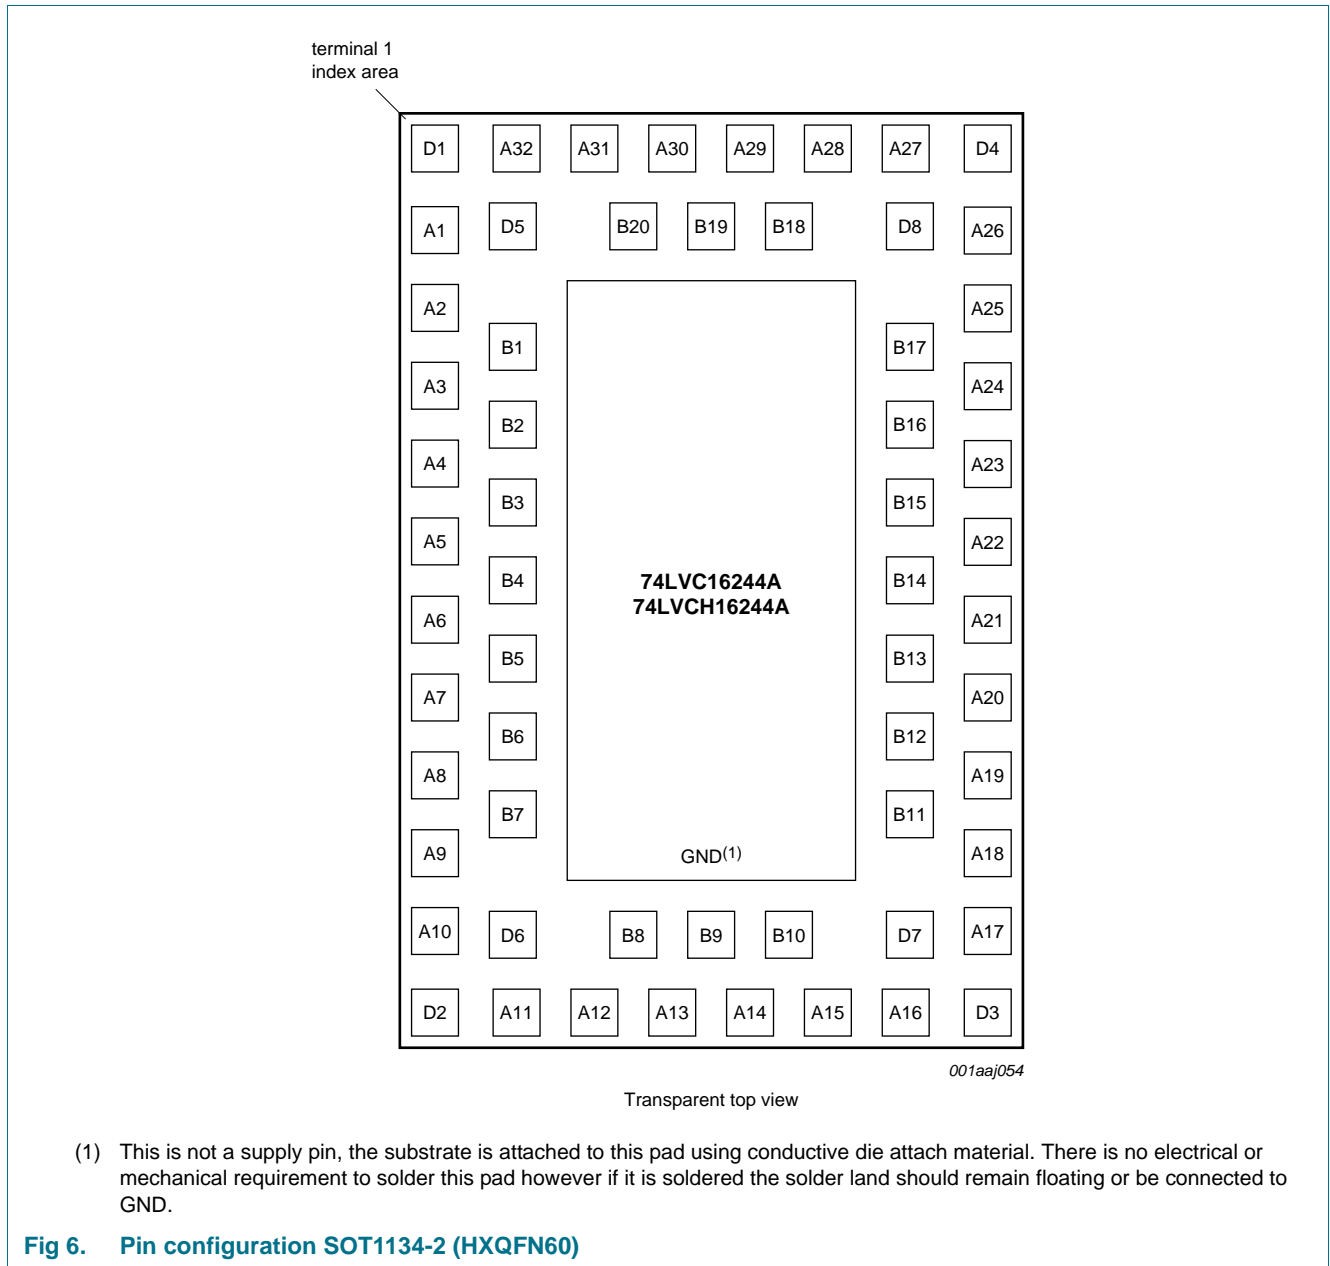 terminal 1
index area
D1 A32 A31 A30 A29 A28 A27 D4
A1 D5 B20 B19 B18 D8 A26
A2 A25
B1 B17
A3 A24
B2 B16
A4 A23
B3 B15
A5 A22
B4 74LVC16244A B14
74LVCH16244A
A6 A21
B5 B13
A7 A20
B6 B12
A8 A19
B7 B11
A9 GND(1) A18
A10 D6 B8 B9 B10 D7 A17
D2 A11 A12 A13 A14 A15 A16 D3
001aaj054
Transparent top view
(1) This is not a supply pin, the substrate is attached to this pad using conductive die attach material. There is no electrical or
mechanical requirement to solder this pad however if it is soldered the solder land should remain floating or be connected to
GND.
Fig 6. Pin configuration SOT1134-2 (HXQFN60)